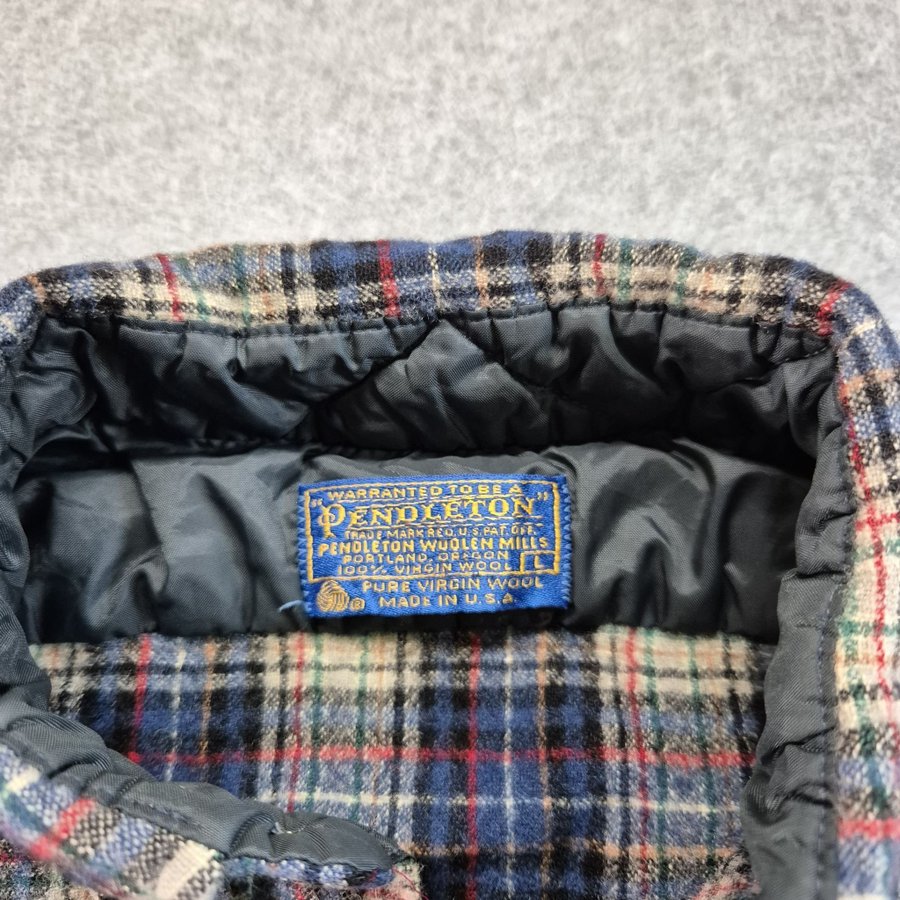 WARRANTED TO BE A
"PENDLETON"
TRADE MARK REG. U.S. PAT. OFF.
PENDLETON WOOLEN MILLS
PORTLAND, OREGON
100% VIRGIN WOOL L
PURE VIRGIN WOOL
® MADE IN U.S.A.